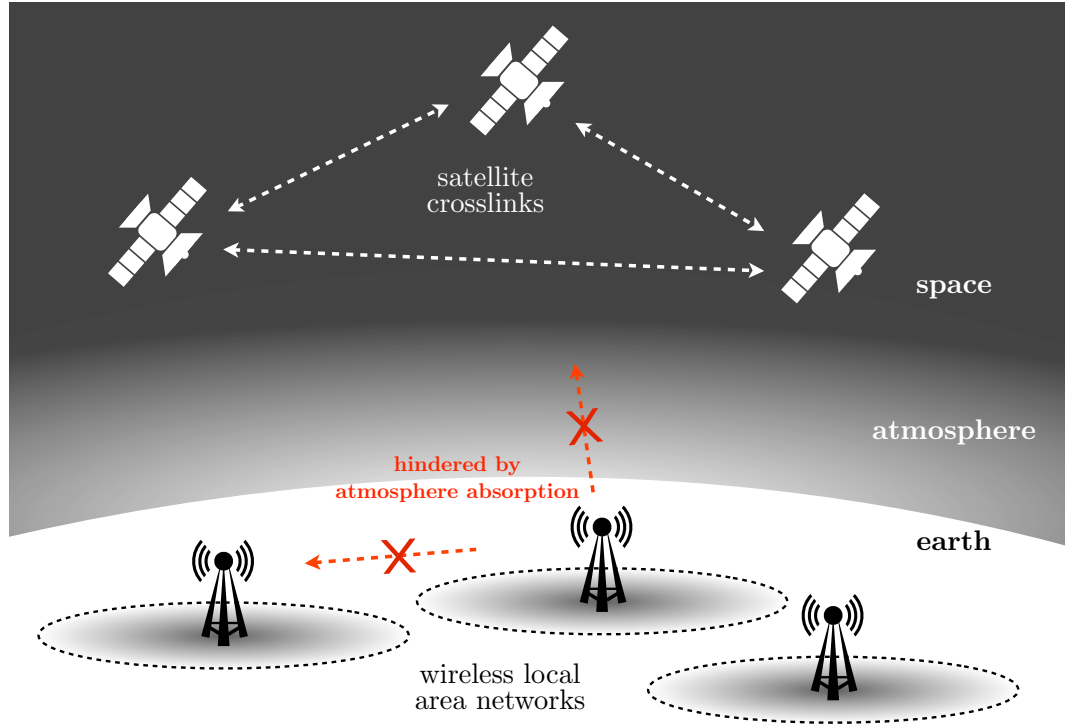 satellite
crosslinks
space
atmosphere
hindered by
atmosphere absorption
earth
wireless local
area networks